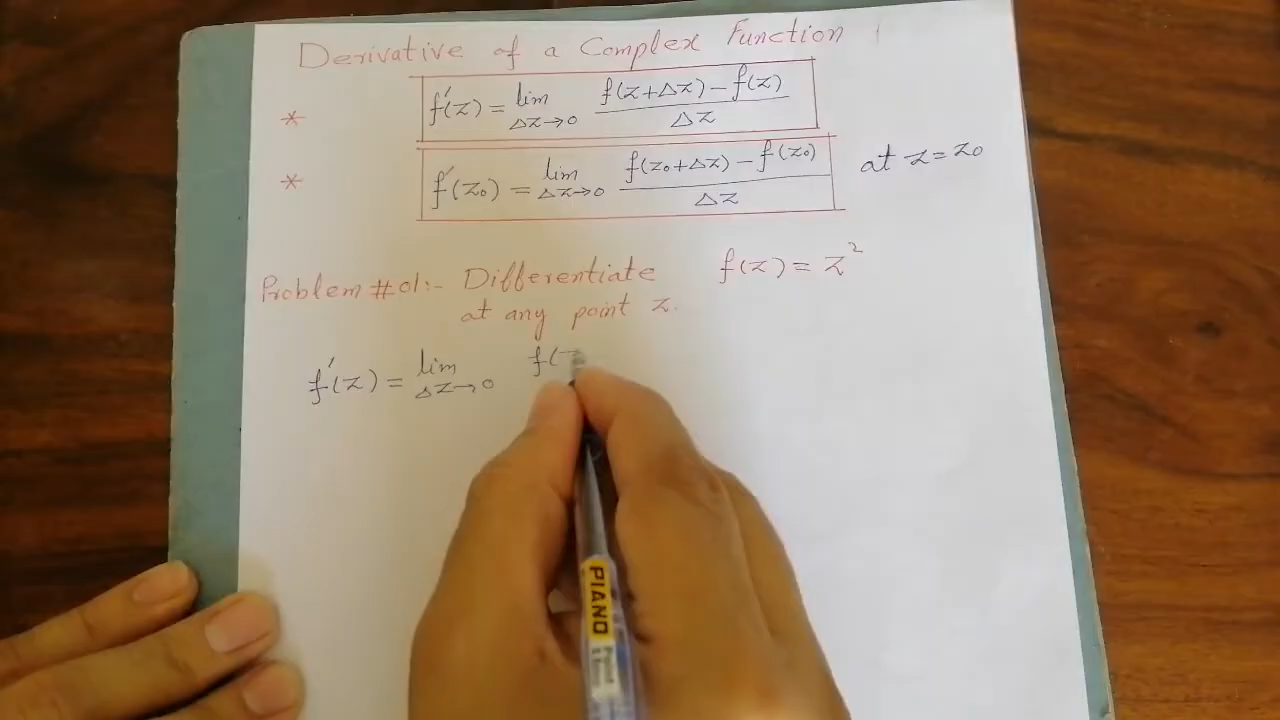 Derivative of a Complex Function
* f'(z) = lim Δz→0 f(z+Δz) - f(z) / Δz
* f'(z₀) = lim Δz→0 f(z₀+Δz) - f(z₀) / Δz at z = z₀
Problem #01:- Differentiate f(z) = z²
at any point z.
f'(z) = lim Δz→0 f(z
PIANO
Point